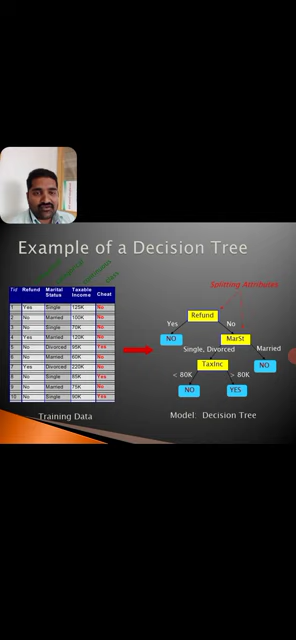 Example of a Decision Tree
Tid Refund Marital Status Taxable Income Cheat
1 Yes Single 125K No
2 No Married 100K No
3 No Single 70K No
4 Yes Married 120K No
5 No Divorced 95K Yes
6 No Married 60K No
7 Yes Divorced 220K No
8 No Single 85K Yes
9 No Married 75K No
10 No Single 90K Yes
Training Data
Splitting Attributes
Refund
Yes No
NO MarSt
Single, Divorced Married
TaxInc NO
< 80K > 80K
NO YES
Model: Decision Tree